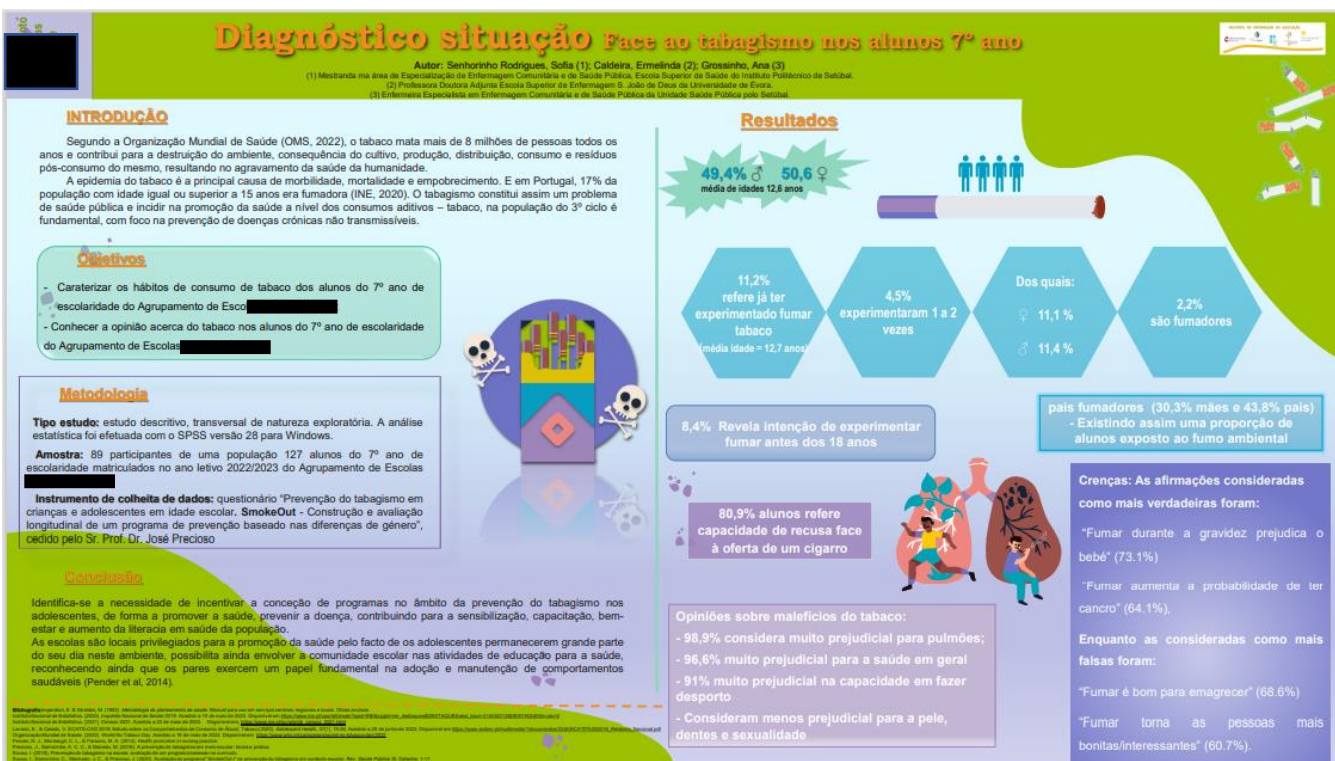 Diagnóstico situação Face ao tabagismo nos alunos 7º ano
Autor: Senhorinho Rodrigues, Sofia (1); Caldeira, Ermelinda (2); Grossinho, Ana (3)
(1) Mestranda ma área de Especialização de Enfermagem Comunitária e de Saúde Pública, Escola Superior de Saúde do Instituto Politécnico de Setúbal.
(2) Professora Doutora Adjunta Escola Superior de Enfermagem S. João de Deus da Universidade de Évora.
(3) Enfermeira Especialista em Enfermagem Comunitária e de Saúde Pública da Unidade Saúde Pública polo Setúbal.
INTRODUÇÃO
Segundo a Organização Mundial de Saúde (OMS, 2022), o tabaco mata mais de 8 milhões de pessoas todos os
anos e contribui para a destruição do ambiente, consequência do cultivo, produção, distribuição, consumo e resíduos
pós-consumo do mesmo, resultando no agravamento da saúde da humanidade.
A epidemia do tabaco é a principal causa de morbilidade, mortalidade e empobrecimento. E em Portugal, 17% da
população com idade igual ou superior a 15 anos era fumadora (INE, 2020). O tabagismo constitui assim um problema
de saúde pública e incidir na promoção da saúde a nível dos consumos aditivos – tabaco, na população do 3º ciclo é
fundamental, com foco na prevenção de doenças crónicas não transmissíveis.
Objetivos
- Caraterizar os hábitos de consumo de tabaco dos alunos do 7º ano de
escolaridade do Agrupamento de Esco
- Conhecer a opinião acerca do tabaco nos alunos do 7º ano de escolaridade
do Agrupamento de Escolas
Metodologia
Tipo estudo: estudo descritivo, transversal de natureza exploratória. A análise
estatística foi efetuada com o SPSS versão 28 para Windows.
Amostra: 89 participantes de uma população 127 alunos do 7º ano de
escolaridade matriculados no ano letivo 2022/2023 do Agrupamento de Escolas
Instrumento de colheita de dados: questionário “Prevenção do tabagismo em
crianças e adolescentes em idade escolar. SmokeOut - Construção e avaliação
longitudinal de um programa de prevenção baseado nas diferenças de género”,
cedido pelo Sr. Prof. Dr. José Precioso
Conclusão
Identifica-se a necessidade de incentivar a conceção de programas no âmbito da prevenção do tabagismo nos
adolescentes, de forma a promover a saúde, prevenir a doença, contribuindo para a sensibilização, capacitação, bem-
estar e aumento da literacia em saúde da população.
As escolas são locais privilegiados para a promoção da saúde pelo facto de os adolescentes permanecerem grande parte
do seu dia neste ambiente, possibilita ainda envolver a comunidade escolar nas atividades de educação para a saúde,
reconhecendo ainda que os pares exercem um papel fundamental na adoção e manutenção de comportamentos
saudáveis (Pender et al, 2014).
Resultados
49,4% ♂ 50,6 ♀
média de idades 12,6 anos
11,2%
refere já ter
experimentado fumar
tabaco
(média idade = 12,7 anos)
4,5%
experimentaram 1 a 2
vezes
Dos quais:
♀ 11,1 %
♂ 11,4 %
2,2%
são fumadores
8,4% Revela intenção de experimentar
fumar antes dos 18 anos
pais fumadores (30,3% mães e 43,8% pais)
- Existindo assim uma proporção de
alunos exposto ao fumo ambiental
80,9% alunos refere
capacidade de recusa face
à oferta de um cigarro
Opiniões sobre malefícios do tabaco:
- 98,9% considera muito prejudicial para pulmões;
- 96,6% muito prejudicial para a saúde em geral
- 91% muito prejudicial na capacidade em fazer
desporto
- Consideram menos prejudicial para a pele,
dentes e sexualidade
Crenças: As afirmações consideradas
como mais verdadeiras foram:
“Fumar durante a gravidez prejudica o
bebé” (73.1%)
“Fumar aumenta a probabilidade de ter
cancro” (64.1%),
Enquanto as consideradas como mais
falsas foram:
“Fumar é bom para emagrecer” (68.6%)
“Fumar torna as pessoas mais
bonitas/interessantes” (60.7%).